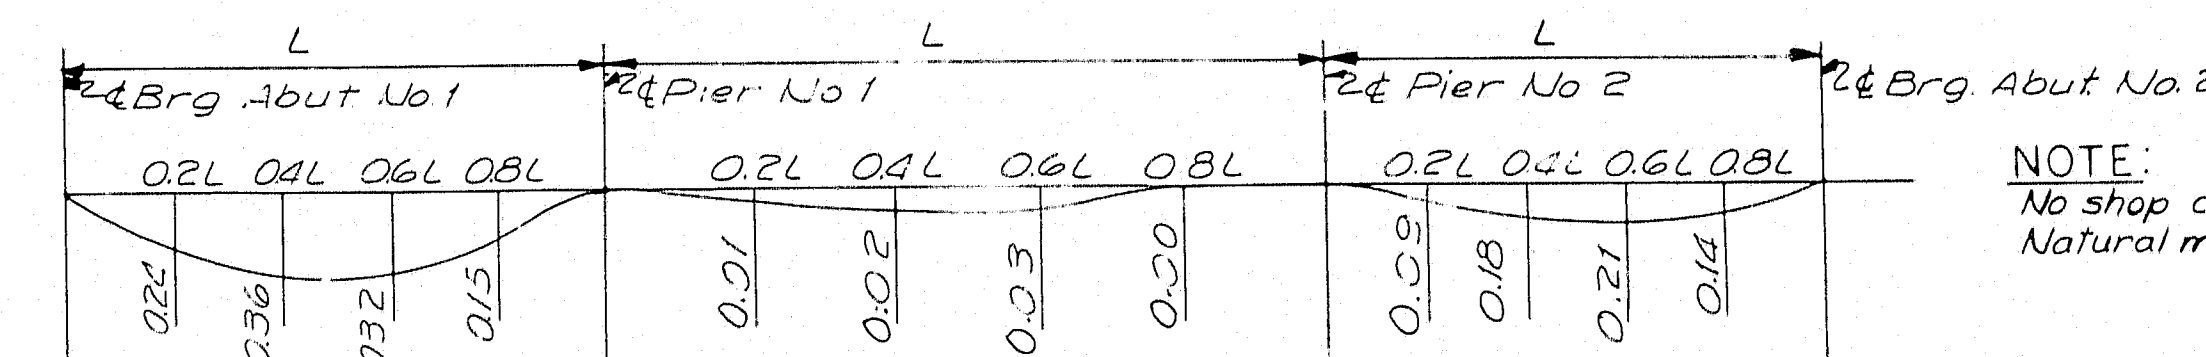 L L L
℄ Brg. Abut No. 1 ℄ Pier No 1 ℄ Pier No 2 ℄ Brg. Abut. No. 2
0.2L 0.4L 0.6L 0.8L 0.2L 0.4L 0.6L 0.8L 0.2L 0.4L 0.6L 0.8L
NOTE:
No shop
Natural
0.36 0.32 0.15 0.01 0.02 0.03 0.00 0.09 0.18 0.21 0.14